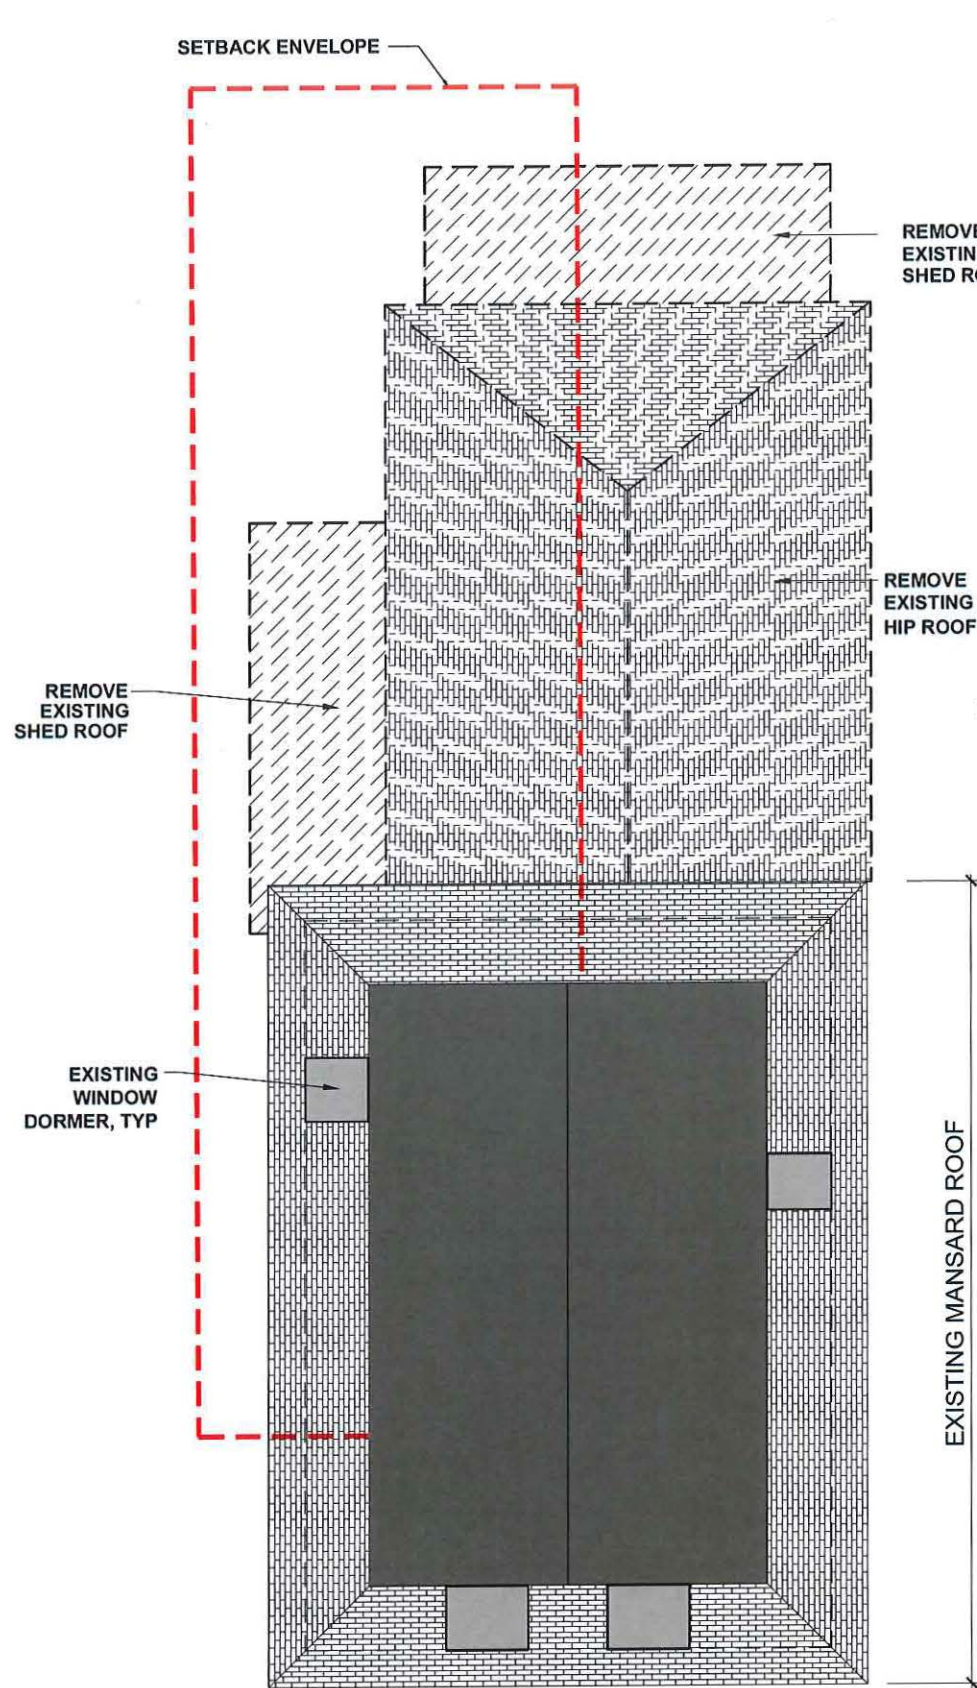 SETBACK ENVELOPE
REMOVE
EXISTING
SHED ROOF
REMOVE
EXISTING
HIP ROOF
EXISTING
WINDOW
DORMER, TYP
EXISTING MANSARD ROOF